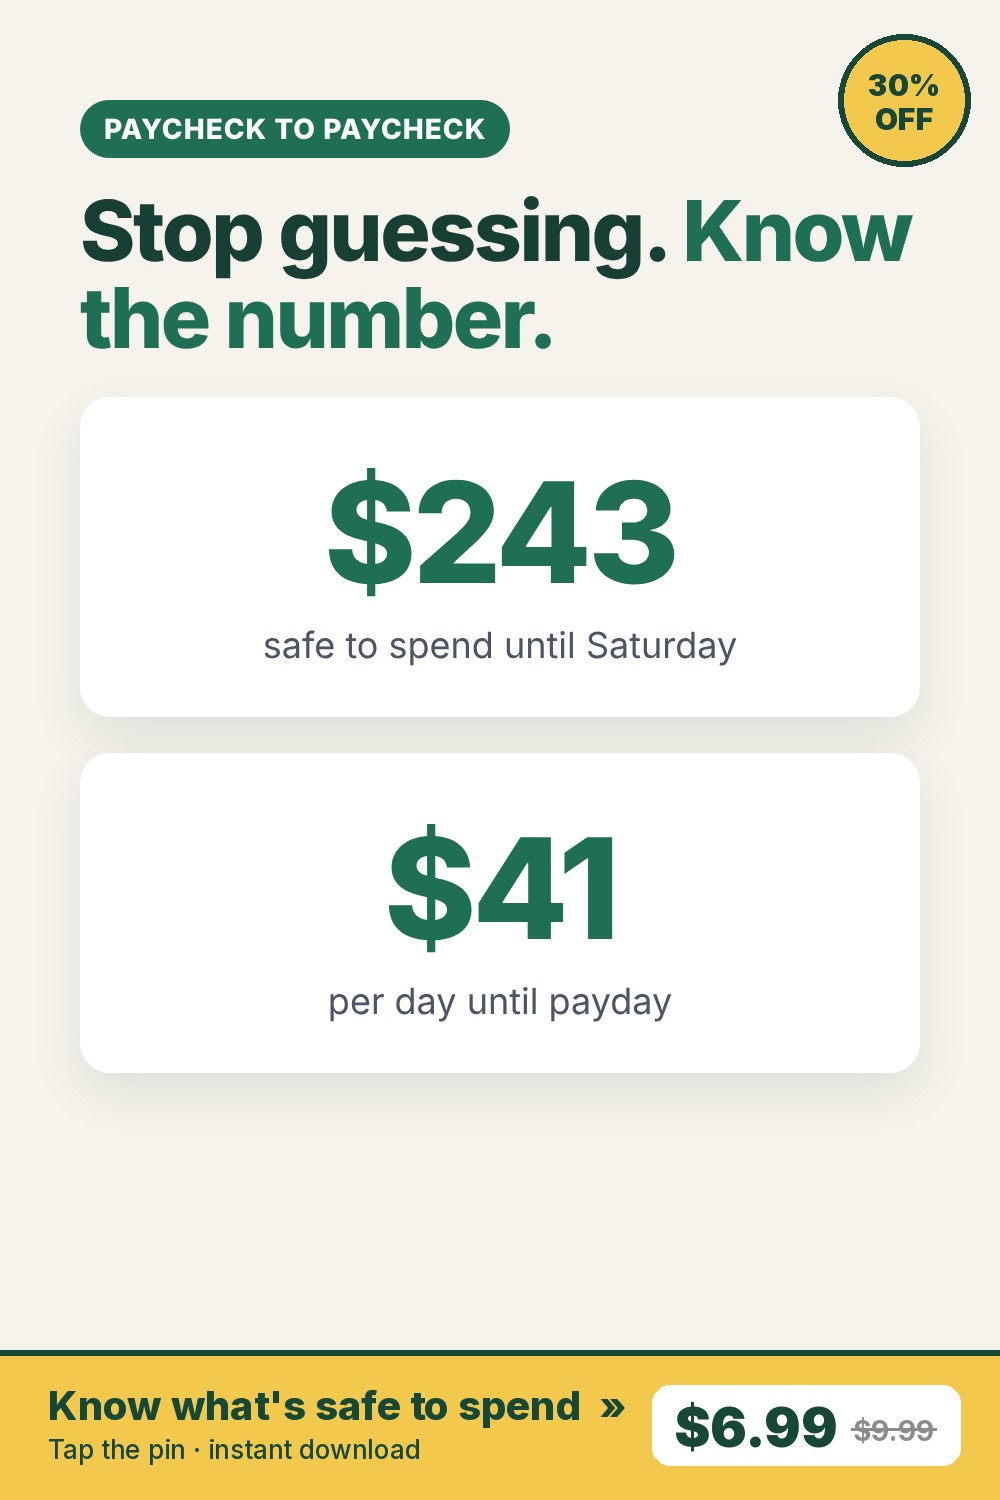 30%
OFF
PAYCHECK TO PAYCHECK
Stop guessing. Know
the number.
$243
safe to spend until Saturday
$41
per day until payday
Know what's safe to spend »
Tap the pin · instant download
$6.99 $9.99